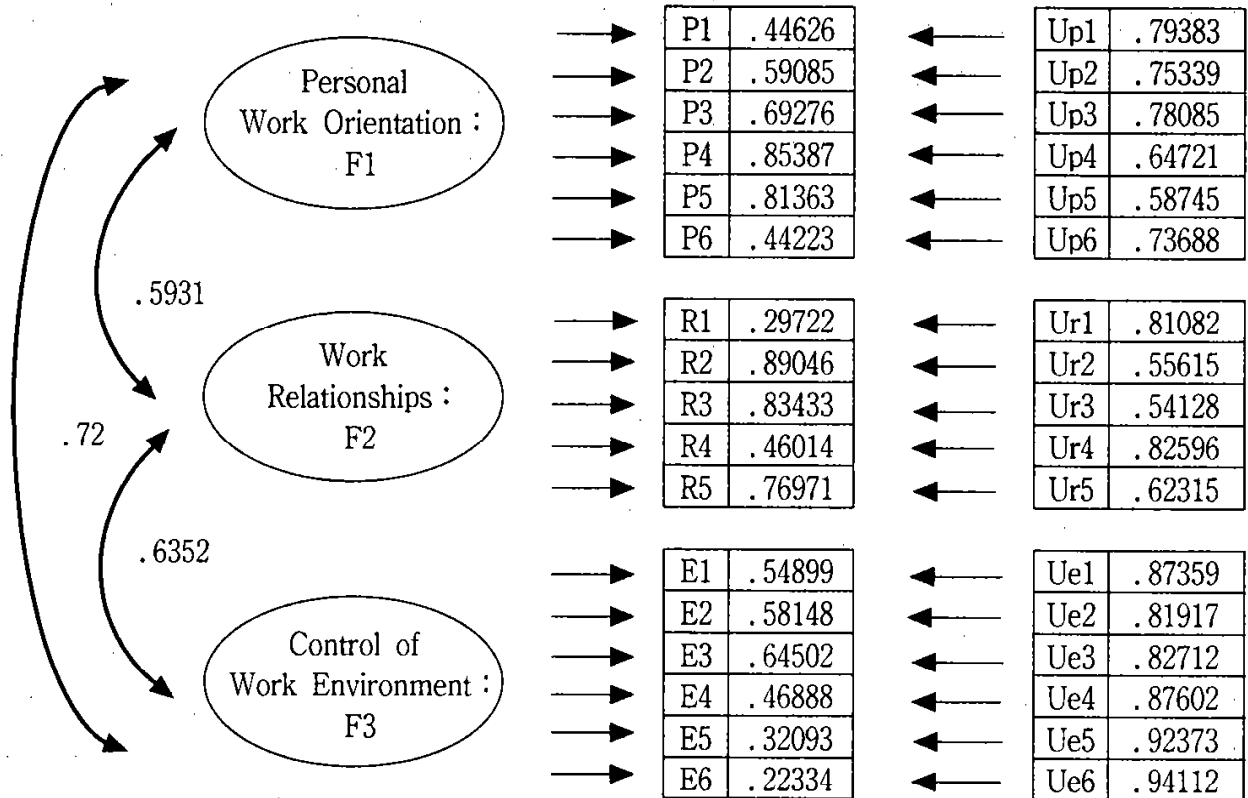 P1 .44626 Up1 .79383
P2 .59085 Up2 .75339
P3 .69276 Up3 .78085
P4 .85387 Up4 .64721
P5 .81363 Up5 .58745
P6 .44223 Up6 .73688
Personal
Work Orientation :
F1
.5931
R1 .29722 Ur1 .81082
R2 .89046 Ur2 .55615
R3 .83433 Ur3 .54128
R4 .46014 Ur4 .82596
R5 .76971 Ur5 .62315
Work
Relationships :
F2
.72
.6352
E1 .54899 Ue1 .87359
E2 .58148 Ue2 .81917
E3 .64502 Ue3 .82712
E4 .46888 Ue4 .87602
E5 .32093 Ue5 .92373
E6 .22334 Ue6 .94112
Control of
Work Environment :
F3